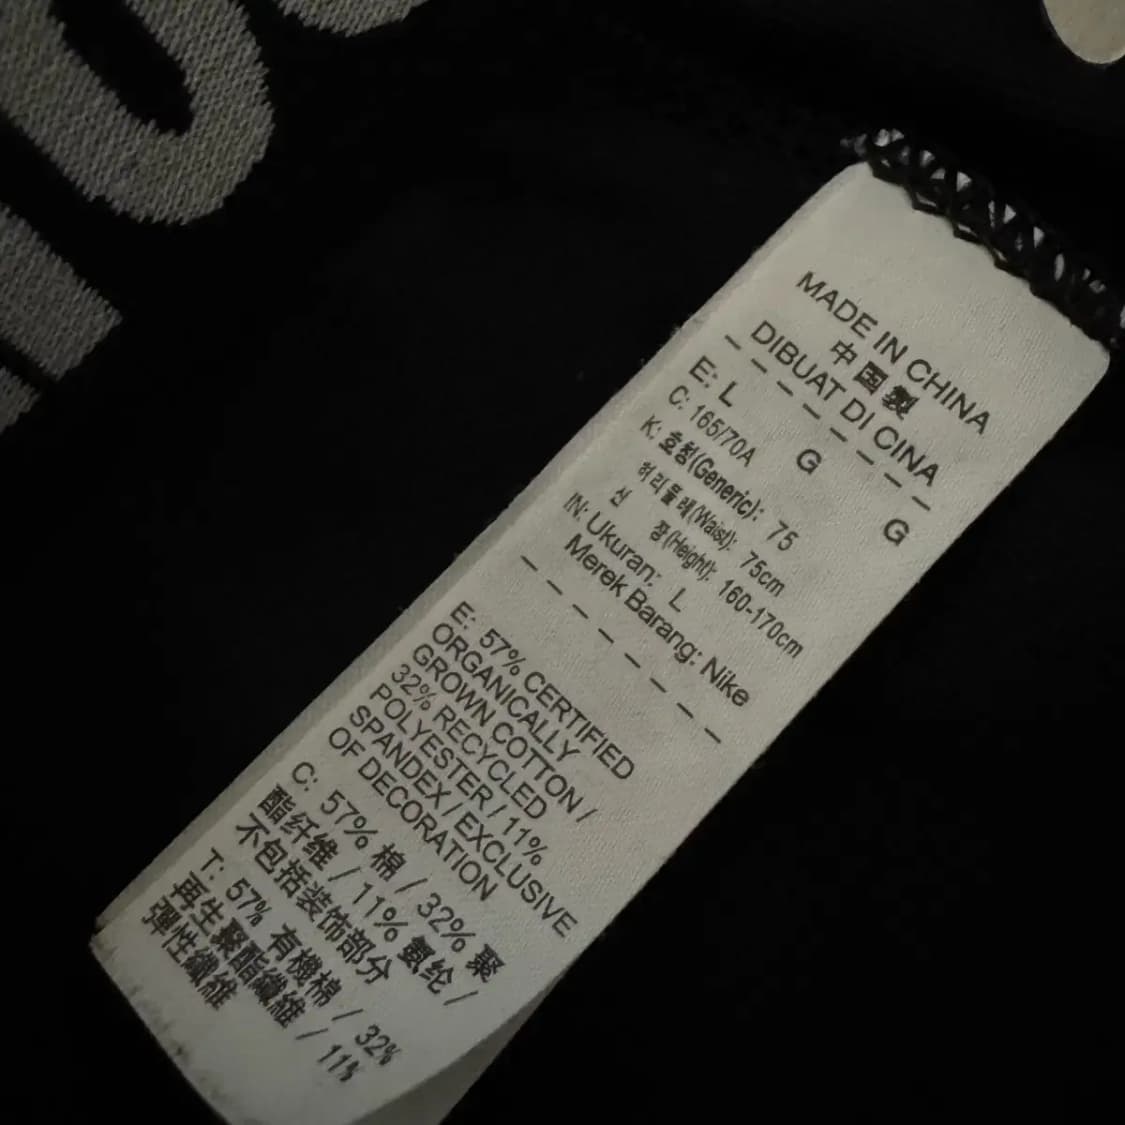 MADE IN CHINA
中国製
DIBUAT DI CINA
E: L G G
C: 165/70A
K: 호칭(Generic): 75
허리둘레(Waist): 75cm
신 장(Height): 160-170cm
IN: Ukuran: L
Merek Barang: Nike
E: 57% CERTIFIED
ORGANICALLY
GROWN COTTON /
32% RECYCLED
POLYESTER / 11%
SPANDEX / EXCLUSIVE
OF DECORATION
C: 57% 棉 / 32% 聚
酯纤维 / 11% 氨纶 /
不包括装饰部分
T: 57% 有機棉 / 32%
再生聚酯纖維 / 11%
彈性纖維